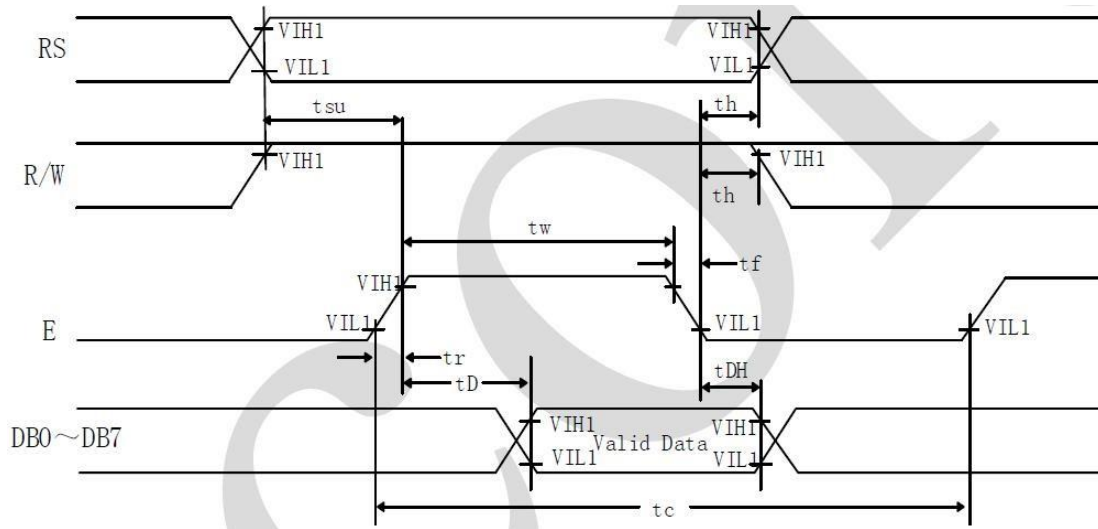 RS
VIH1
VIL1
VIH1
VIL1
tsu
th
R/W
VIH1
VIH1
th
tw
tf
E
VIH1
VIL1
VIL1
VIL1
tr
tD
tDH
DB0～DB7
VIH1
VIL1
Valid Data
VIH1
VIL1
tc